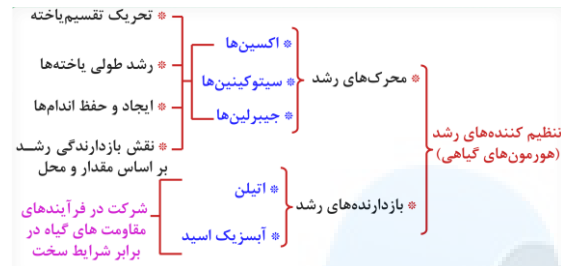 تنظیم کننده‌های رشد
(هورمون‌های گیاهی)
* محرک‌های رشد
* اکسین‌ها
* سیتوکینین‌ها
* جیبرلین‌ها
* تحریک تقسیم‌یاخته
* رشد طولی یاخته‌ها
* ایجاد و حفظ اندام‌ها
* نقش بازدارندگی رشــد
بر اساس مقدار و محل
* بازدارنده‌های رشد
* اتیلن
* آبسزیک اسید
شرکت در فرآیندهای
مقاومت های گیاه در
برابر شرایط سخت